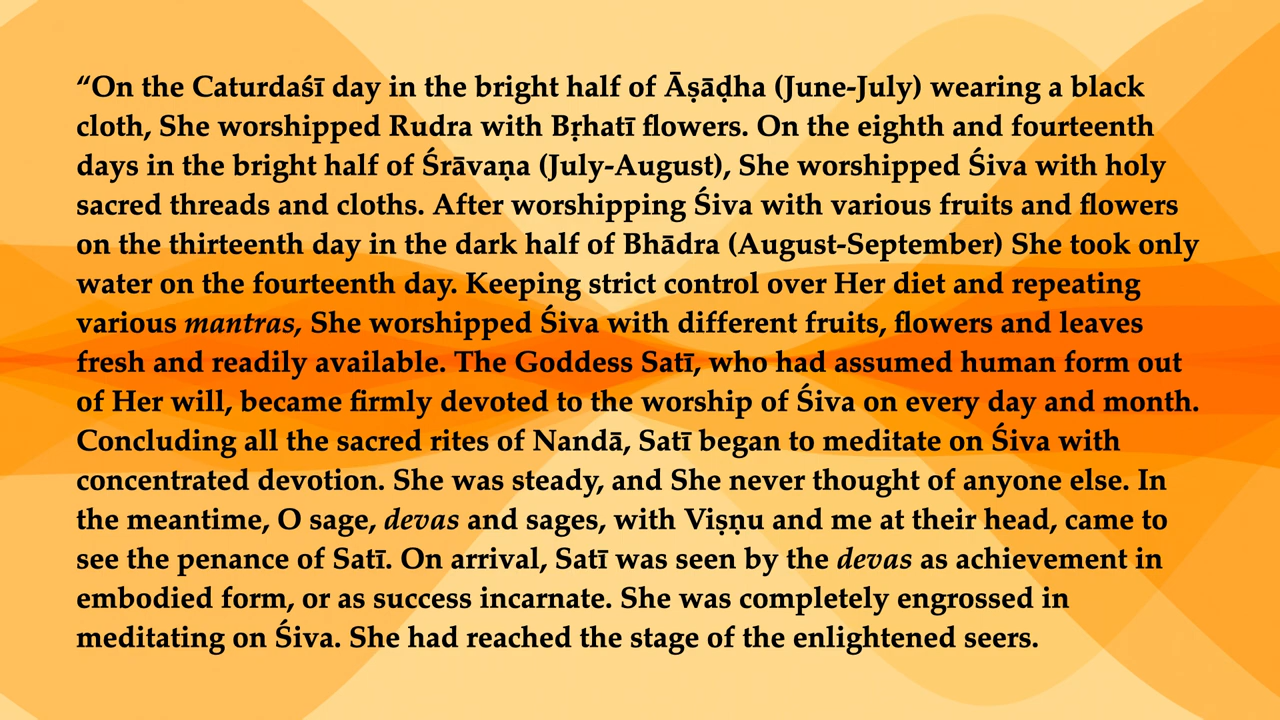 “On the Caturdaśī day in the bright half of Āṣāḍha (June-July) wearing a black
cloth, She worshipped Rudra with Bṛhatī flowers. On the eighth and fourteenth
days in the bright half of Śrāvaṇa (July-August), She worshipped Śiva with holy
sacred threads and cloths. After worshipping Śiva with various fruits and flowers
on the thirteenth day in the dark half of Bhādra (August-September) She took only
water on the fourteenth day. Keeping strict control over Her diet and repeating
various mantras, She worshipped Śiva with different fruits, flowers and leaves
fresh and readily available. The Goddess Satī, who had assumed human form out
of Her will, became firmly devoted to the worship of Śiva on every day and month.
Concluding all the sacred rites of Nandā, Satī began to meditate on Śiva with
concentrated devotion. She was steady, and She never thought of anyone else. In
the meantime, O sage, devas and sages, with Viṣṇu and me at their head, came to
see the penance of Satī. On arrival, Satī was seen by the devas as achievement in
embodied form, or as success incarnate. She was completely engrossed in
meditating on Śiva. She had reached the stage of the enlightened seers.